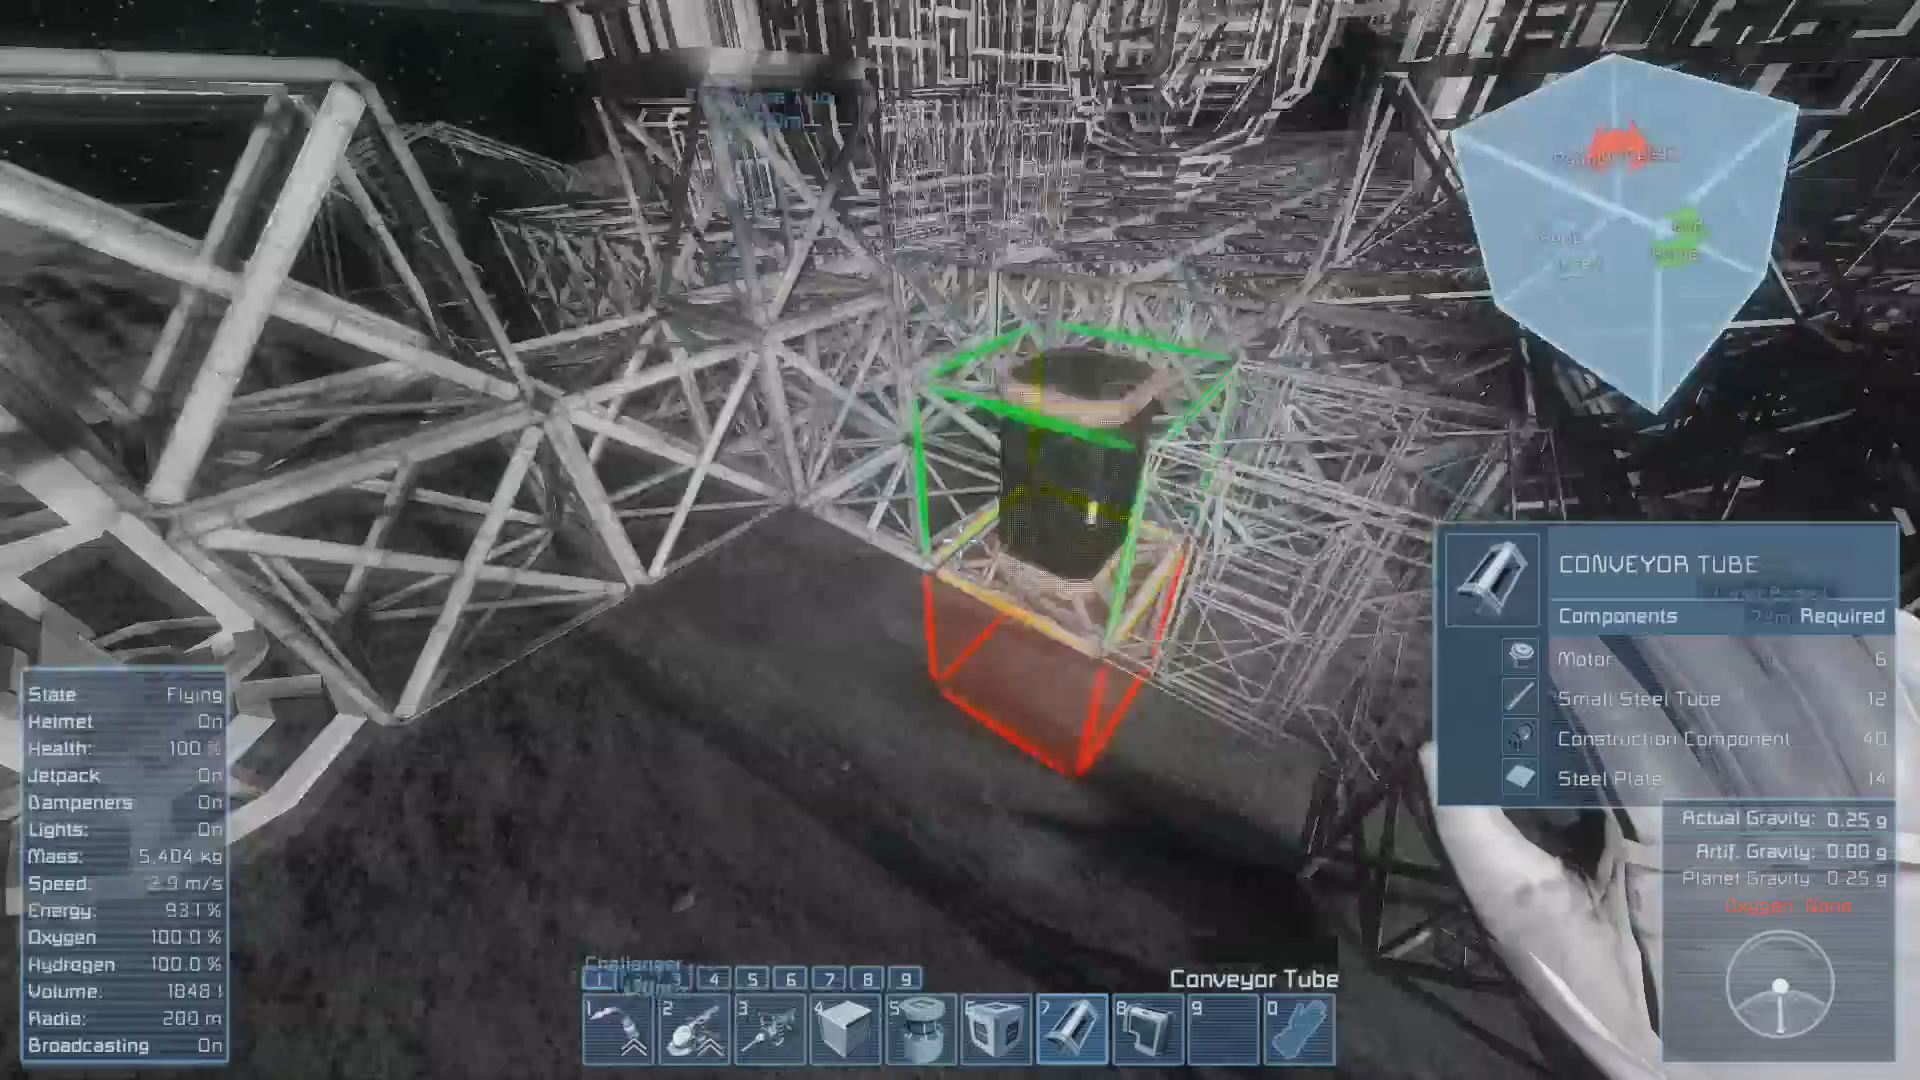 CONVEYOR TUBE
Components Required
Motor 6
Small Steel Tube 12
Construction Component 40
Steel Plate 14
State Flying
Helmet On
Health: 100 %
Jetpack On
Dampeners On
Lights: On
Mass: 5,404 kg
Speed: 2.9 m/s
Energy: 93.1 %
Oxygen 100.0 %
Hydrogen 100.0 %
Volume: 1848 l
Radio: 200 m
Broadcasting On
Actual Gravity: 0.25 g
Artif. Gravity: 0.00 g
Planet Gravity: 0.25 g
Oxygen: None
Challenger
1 3 4 5 6 7 8 9
Conveyor Tube
1 2 3 4 5 6 7 8 9 0